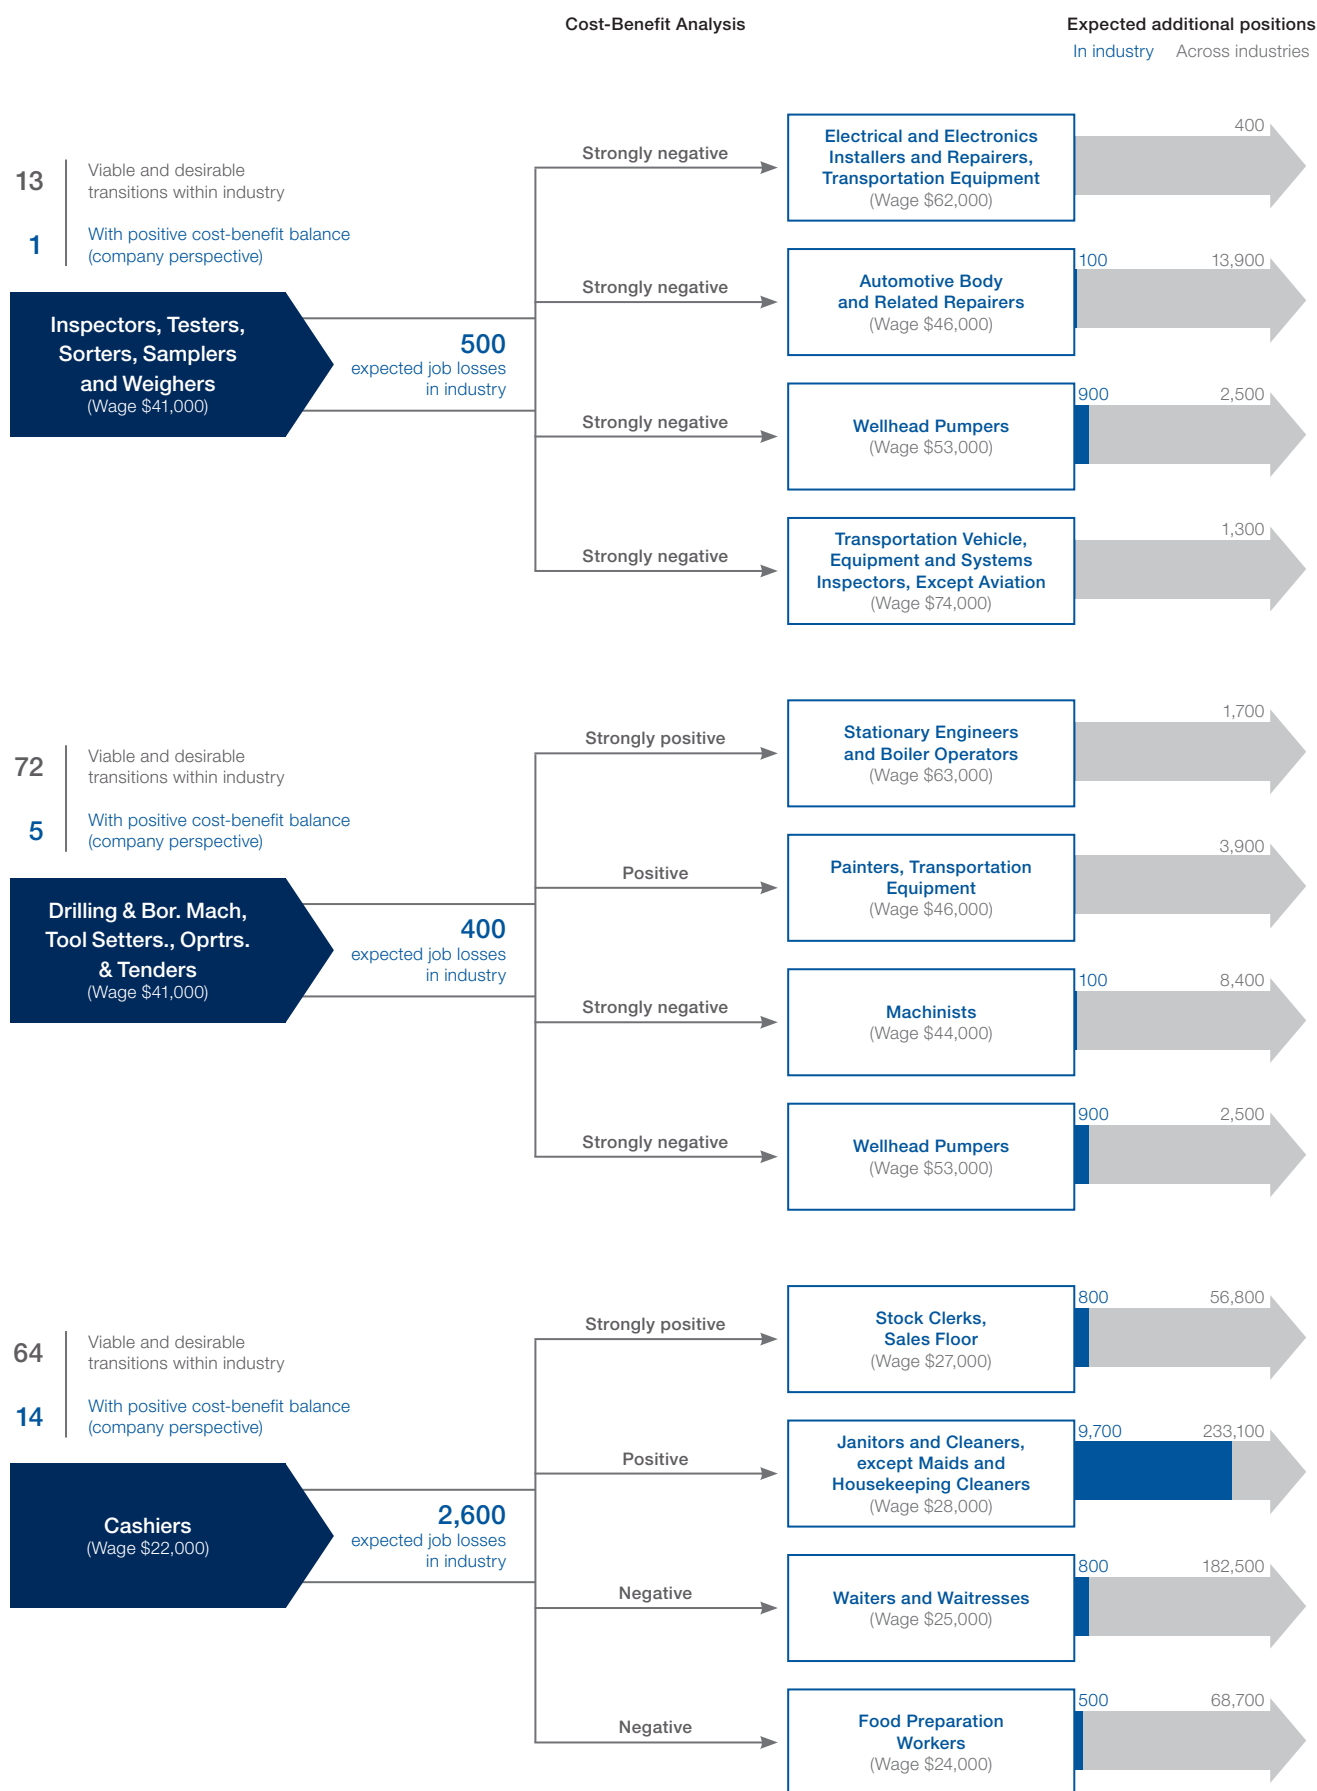 Cost-Benefit Analysis
Expected additional positions
In industry Across industries
13
Viable and desirable
transitions within industry
1
With positive cost-benefit balance
(company perspective)
Inspectors, Testers,
Sorters, Samplers
and Weighers
(Wage $41,000)
500
expected job losses
in industry
Strongly negative
Electrical and Electronics
Installers and Repairers,
Transportation Equipment
(Wage $62,000)
400
Strongly negative
Automotive Body
and Related Repairers
(Wage $46,000)
100 13,900
Strongly negative
Wellhead Pumpers
(Wage $53,000)
900 2,500
Strongly negative
Transportation Vehicle,
Equipment and Systems
Inspectors, Except Aviation
(Wage $74,000)
1,300
72
Viable and desirable
transitions within industry
5
With positive cost-benefit balance
(company perspective)
Drilling & Bor. Mach,
Tool Setters., Oprtrs.
& Tenders
(Wage $41,000)
400
expected job losses
in industry
Strongly positive
Stationary Engineers
and Boiler Operators
(Wage $63,000)
1,700
Positive
Painters, Transportation
Equipment
(Wage $46,000)
3,900
Strongly negative
Machinists
(Wage $44,000)
100 8,400
Strongly negative
Wellhead Pumpers
(Wage $53,000)
900 2,500
64
Viable and desirable
transitions within industry
14
With positive cost-benefit balance
(company perspective)
Cashiers
(Wage $22,000)
2,600
expected job losses
in industry
Strongly positive
Stock Clerks,
Sales Floor
(Wage $27,000)
800 56,800
Positive
Janitors and Cleaners,
except Maids and
Housekeeping Cleaners
(Wage $28,000)
9,700 233,100
Negative
Waiters and Waitresses
(Wage $25,000)
800 182,500
Negative
Food Preparation
Workers
(Wage $24,000)
500 68,700